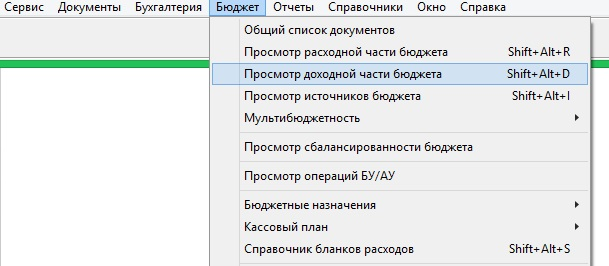 Сервис Документы Бухгалтерия Бюджет Отчеты Справочники Окно Справка
Общий список документов
Просмотр расходной части бюджета Shift+Alt+R
Просмотр доходной части бюджета Shift+Alt+D
Просмотр источников бюджета Shift+Alt+I
Мультибюджетность
Просмотр сбалансированности бюджета
Просмотр операций БУ/АУ
Бюджетные назначения
Кассовый план
Справочник бланков расходов Shift+Alt+S